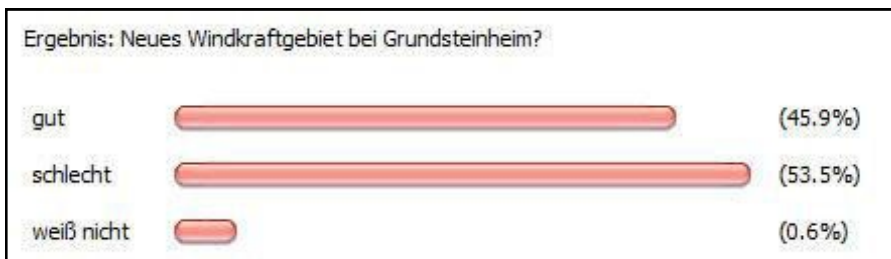 Ergebnis: Neues Windkraftgebiet bei Grundsteinheim?
gut (45.9%)
schlecht (53.5%)
weiß nicht (0.6%)